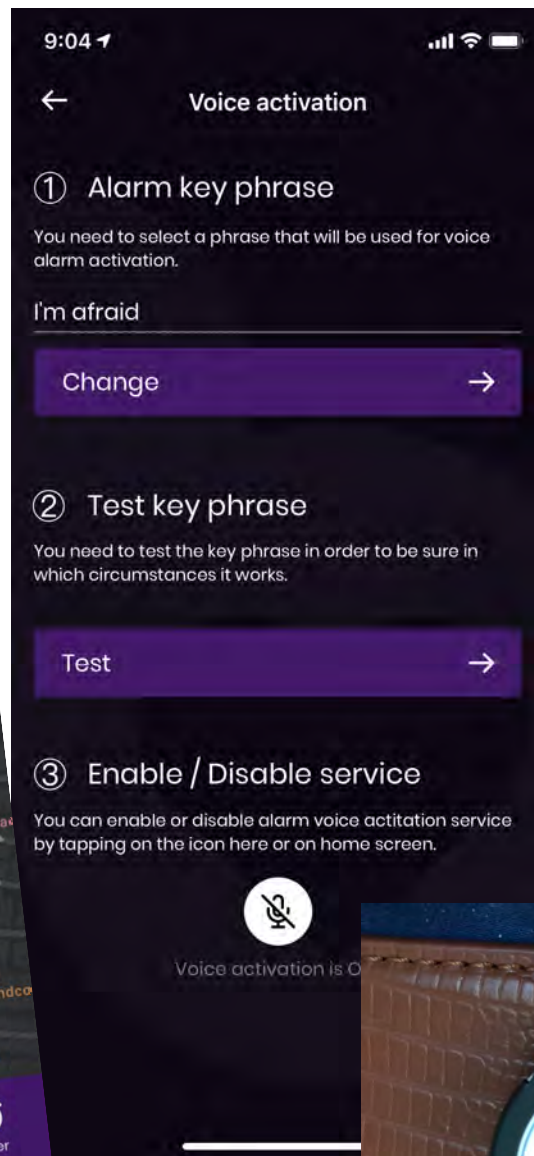 9:04
Voice activation
① Alarm key phrase
You need to select a phrase that will be used for voice
alarm activation.
I'm afraid
Change
② Test key phrase
You need to test the key phrase in order to be sure in
which circumstances it works.
Test
③ Enable / Disable service
You can enable or disable alarm voice actitation service
by tapping on the icon here or on home screen.
Voice activation is